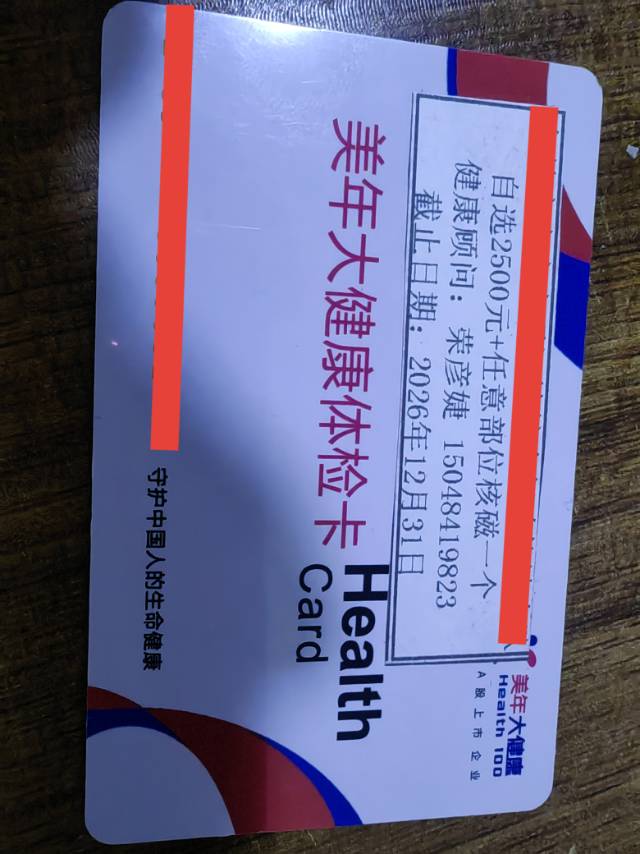 美年大健康
Health 100
A股上市企业
自选2500元+任意部位核磁一个
健康顾问：荣彦婕 15048419823
截止日期：2026年12月31日
美年大健康体检卡
Health
Card
守护中国人的生命健康